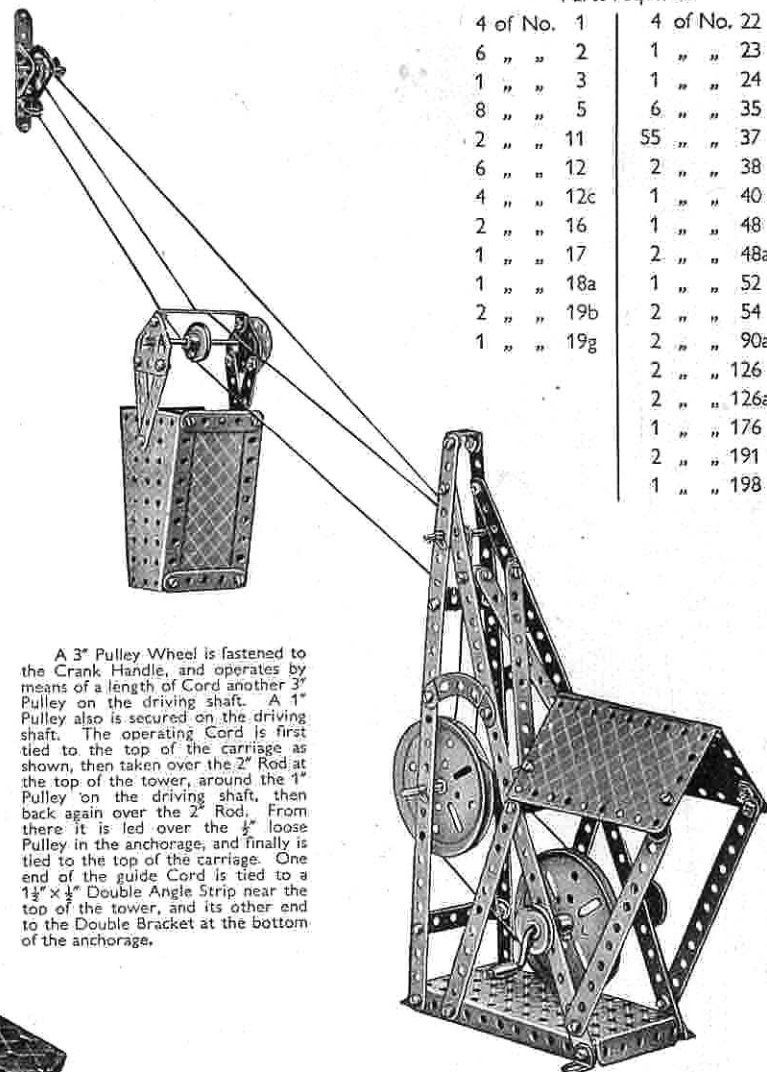 4 of No. 1 4 of No. 22
6 „ „ 2 1 „ „ 23
1 „ „ 3 1 „ „ 24
8 „ „ 5 6 „ „ 35
2 „ „ 11 55 „ „ 37
6 „ „ 12 2 „ „ 38
4 „ „ 12c 1 „ „ 40
2 „ „ 16 1 „ „ 48
1 „ „ 17 2 „ „ 48a
1 „ „ 18a 1 „ „ 52
2 „ „ 19b 2 „ „ 54
1 „ „ 19g 2 „ „ 90a
2 „ „ 126
2 „ „ 126a
1 „ „ 176
2 „ „ 191
1 „ „ 198
A 3″ Pulley Wheel is fastened to
the Crank Handle, and operates by
means of a length of Cord another 3″
Pulley on the driving shaft. A 1″
Pulley also is secured on the driving
shaft. The operating Cord is first
tied to the top of the carriage as
shown, then taken over the 2″ Rod at
the top of the tower, around the 1″
Pulley on the driving shaft, then
back again over the 2″ Rod. From
there it is led over the ½″ loose
Pulley in the anchorage, and finally is
tied to the top of the carriage. One
end of the guide Cord is tied to a
1½″ × ½″ Double Angle Strip near the
top of the tower, and its other end
to the Double Bracket at the bottom
of the anchorage.